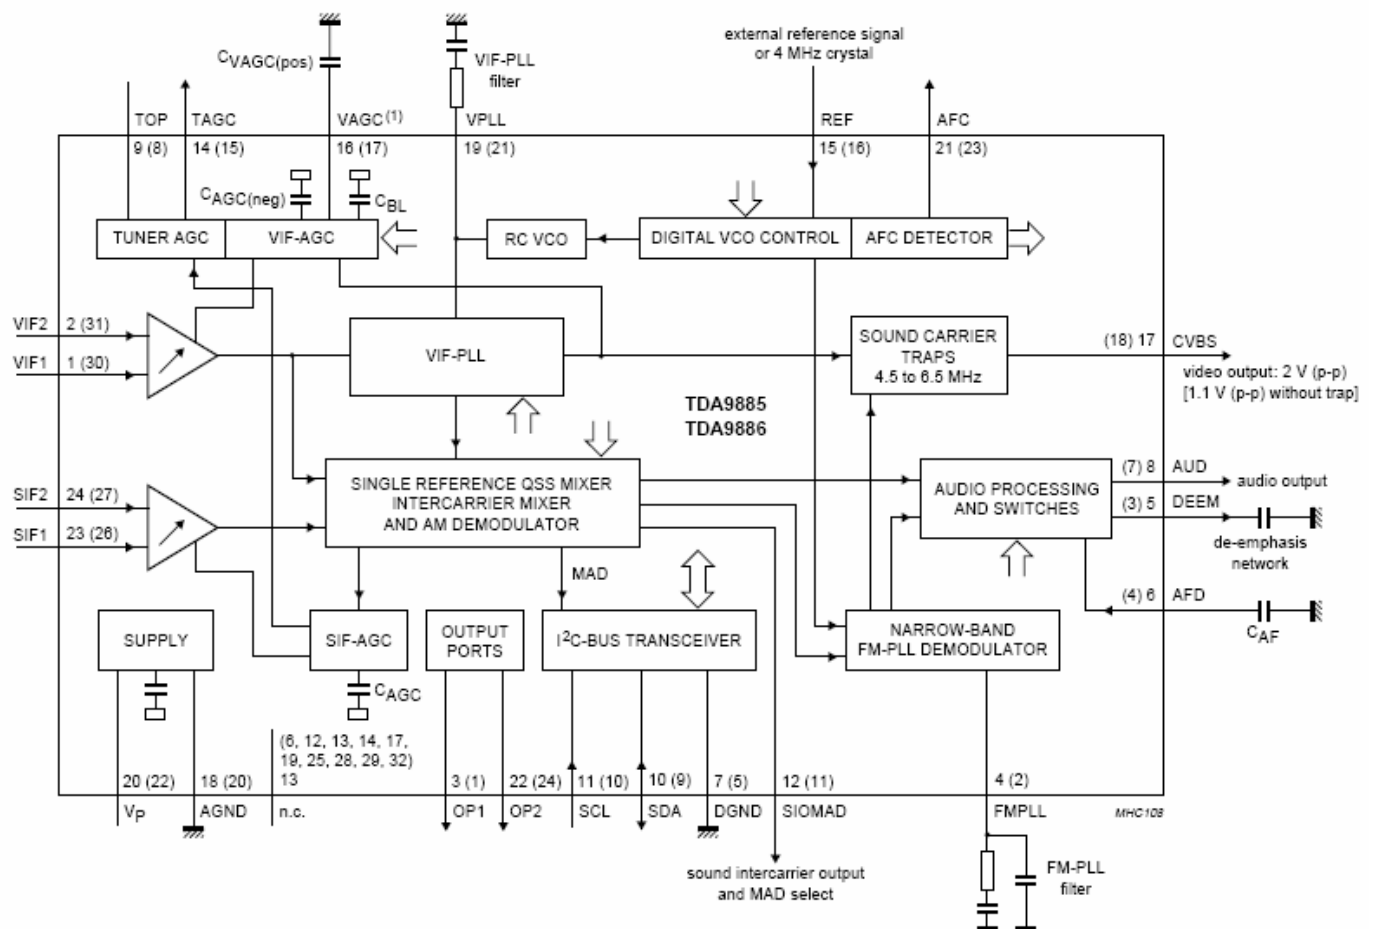 external reference signal
or 4 MHz crystal
CVAGC(pos)
VIF-PLL
filter
TOP
TAGC
VAGC(1)
VPLL
REF
AFC
9 (8)
14 (15)
16 (17)
19 (21)
15 (16)
21 (23)
CAGC(neg)
CBL
TUNER AGC
VIF-AGC
RC VCO
DIGITAL VCO CONTROL
AFC DETECTOR
VIF2
2 (31)
VIF1
1 (30)
VIF-PLL
SOUND CARRIER
TRAPS
4.5 to 6.5 MHz
(18) 17
CVBS
video output: 2 V (p-p)
[1.1 V (p-p) without trap]
TDA9885
TDA9886
SIF2
24 (27)
SIF1
23 (26)
SINGLE REFERENCE QSS MIXER
INTERCARRIER MIXER
AND AM DEMODULATOR
AUDIO PROCESSING
AND SWITCHES
(7) 8
AUD
audio output
(3) 5
DEEM
de-emphasis
network
MAD
(4) 6
AFD
CAF
SUPPLY
SIF-AGC
OUTPUT
PORTS
I2C-BUS TRANSCEIVER
NARROW-BAND
FM-PLL DEMODULATOR
CAGC
(6, 12, 13, 14, 17,
19, 25, 28, 29, 32)
13
20 (22)
18 (20)
3 (1)
22 (24)
11 (10)
10 (9)
7 (5)
12 (11)
4 (2)
VP
AGND
n.c.
OP1
OP2
SCL
SDA
DGND
SIOMAD
FMPLL
MHC108
sound intercarrier output
and MAD select
FM-PLL
filter